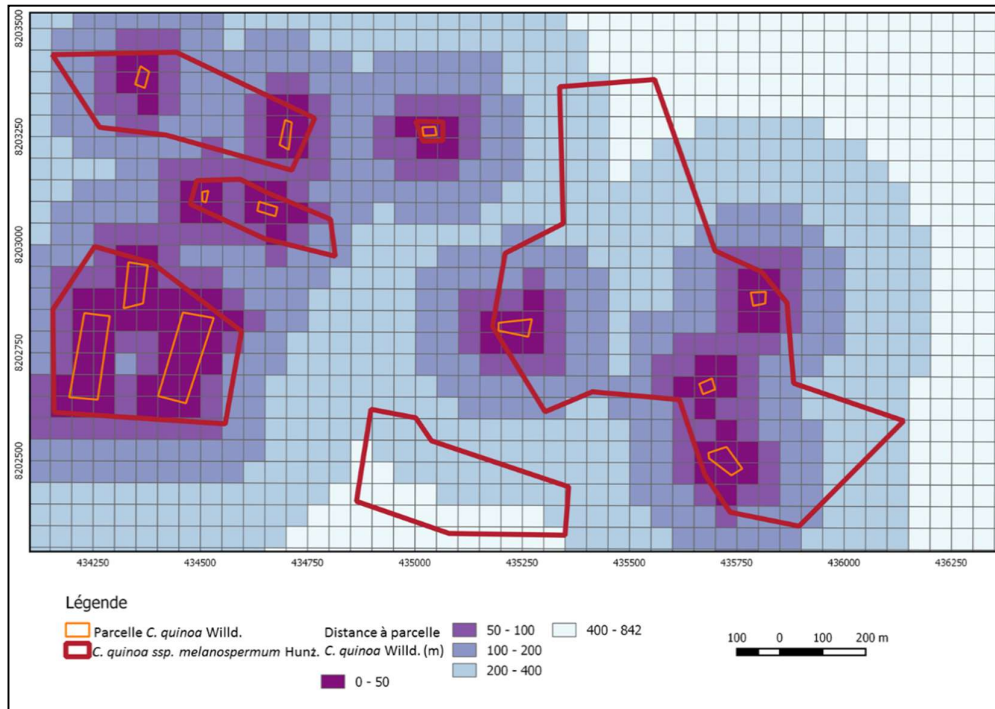 8203500
8203250
8203000
8202750
8202500
434250 434500 434750 435000 435250 435500 435750 436000 436250
Légende
Parcelle C. quinoa Willd.
C. quinoa ssp. melanospermum Hunz.
Distance à parcelle
C. quinoa Willd. (m)
0 - 50
50 - 100
100 - 200
200 - 400
400 - 842
100 0 100 200 m